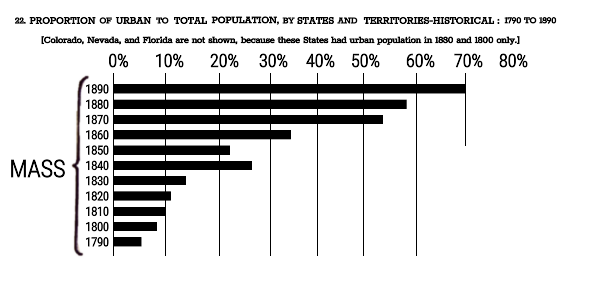 22. PROPORTION OF URBAN TO TOTAL POPULATION, BY STATES AND TERRITORIES-HISTORICAL : 1790 TO 1890
[Colorado, Nevada, and Florida are not shown, because these States had urban population in 1880 and 1800 only.]
0% 10% 20% 30% 40% 50% 60% 70% 80%
MASS
1890
1880
1870
1860
1850
1840
1830
1820
1810
1800
1790